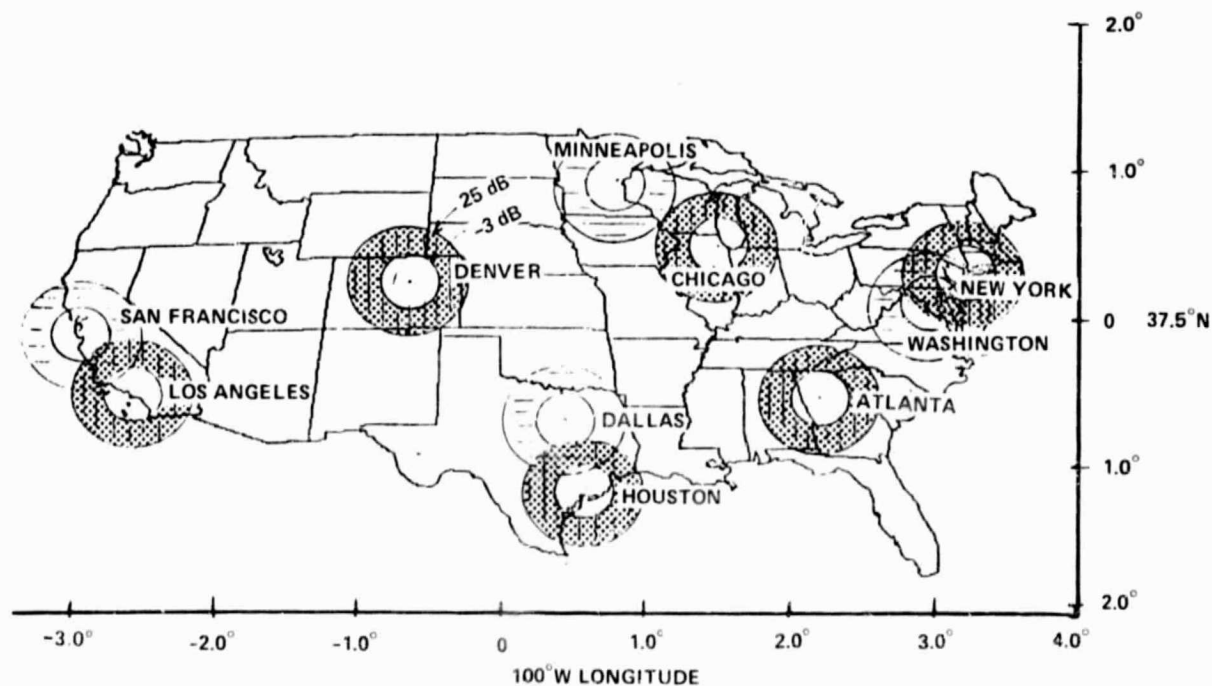 2.0°
MINNEAPOLIS
1.0°
25 dB
-3 dB
DENVER
CHICAGO
NEW YORK
SAN FRANCISCO
0
37.5°N
WASHINGTON
LOS ANGELES
ATLANTA
DALLAS
1.0°
HOUSTON
2.0°
-3.0°
-2.0°
-1.0°
0
1.0°
2.0°
3.0°
4.0°
100°W LONGITUDE